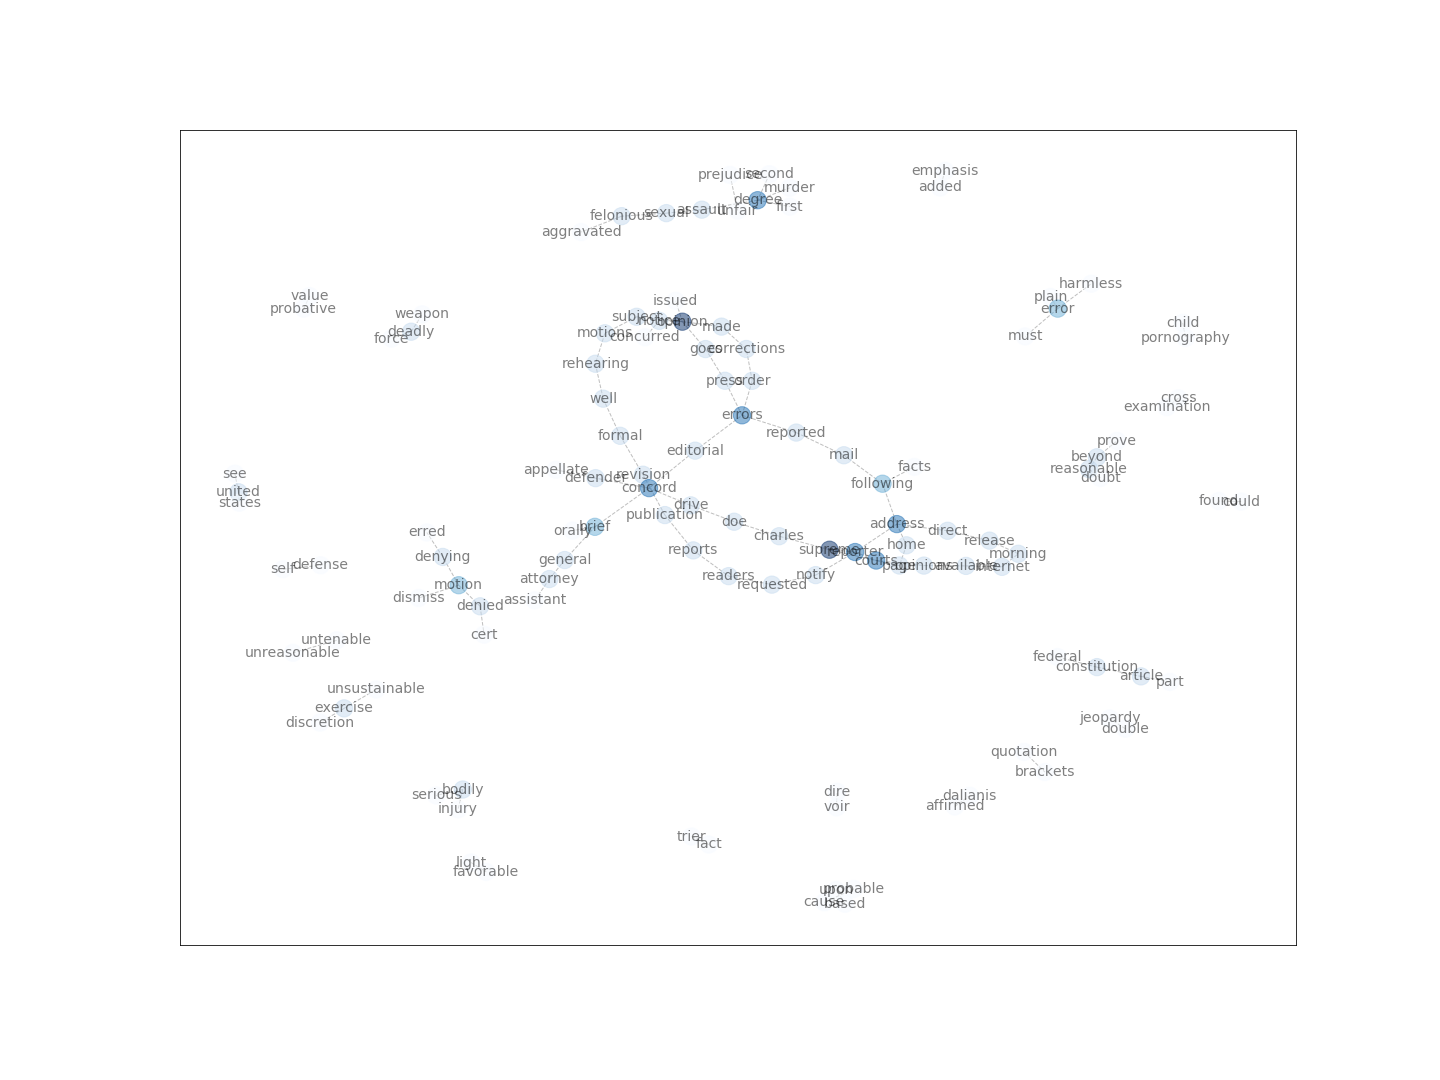 emphasis
added
prejudice
second
murder
degree
first
unfair
assault
sexual
felonious
aggravated
value
probative
weapon
deadly
force
issued
subject
notice
opinion
made
motions
concurred
goes
corrections
rehearing
press
order
well
errors
formal
reported
editorial
mail
harmless
plain
error
must
child
pornography
cross
examination
prove
beyond
reasonable
doubt
found
could
facts
following
appellate
defender
revision
concord
drive
publication
doe
charles
brief
orally
general
attorney
assistant
reports
readers
requested
notify
supreme
reporter
courts
address
direct
home
release
morning
page
opinions
available
internet
see
united
states
erred
denying
motion
dismiss
denied
cert
self
defense
untenable
unreasonable
unsustainable
exercise
discretion
federal
constitution
article
part
jeopardy
double
quotation
brackets
dalianis
affirmed
dire
voir
bodily
serious
injury
trier
fact
light
favorable
probable
upon
cause
based